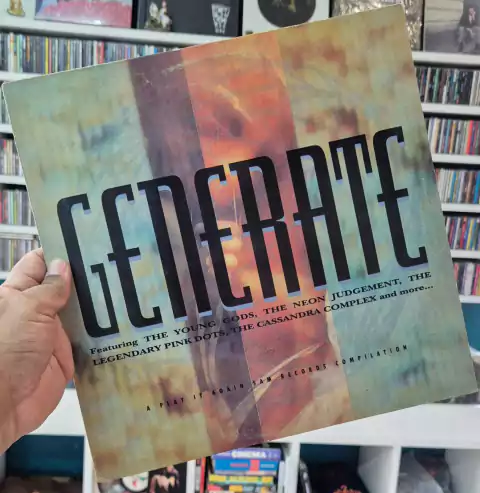 GENERATE
Featuring THE YOUNG GODS, THE NEON JUDGEMENT, THE
LEGENDARY PINK DOTS, THE CASSANDRA COMPLEX and more...
A PLAY IT AGAIN SAM RECORDS COMPILATION
CINEMA